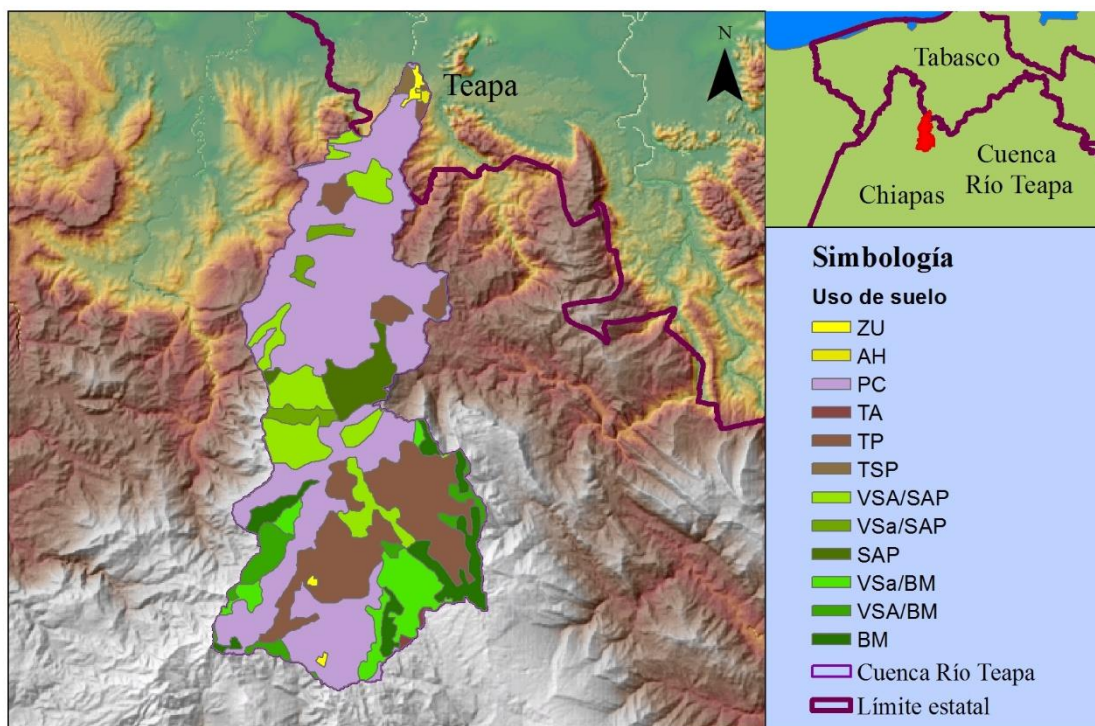 Teapa
N
Tabasco
Cuenca
Río Teapa
Chiapas
Simbología
Uso de suelo
ZU
AH
PC
TA
TP
TSP
VSA/SAP
VSa/SAP
SAP
VSa/BM
VSA/BM
BM
Cuenca Río Teapa
Límite estatal